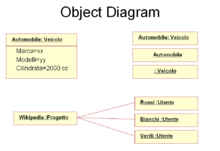 Object Diagram
Automobile: Veicolo
Marca=xx
Modelli=yy
Cilindrata=2000 cc
Automobile: Veicolo
Automobile
: Veicolo
Wikipedia :Progetto
Rossi :Utente
Bianchi :Utente
Verdi :Utente